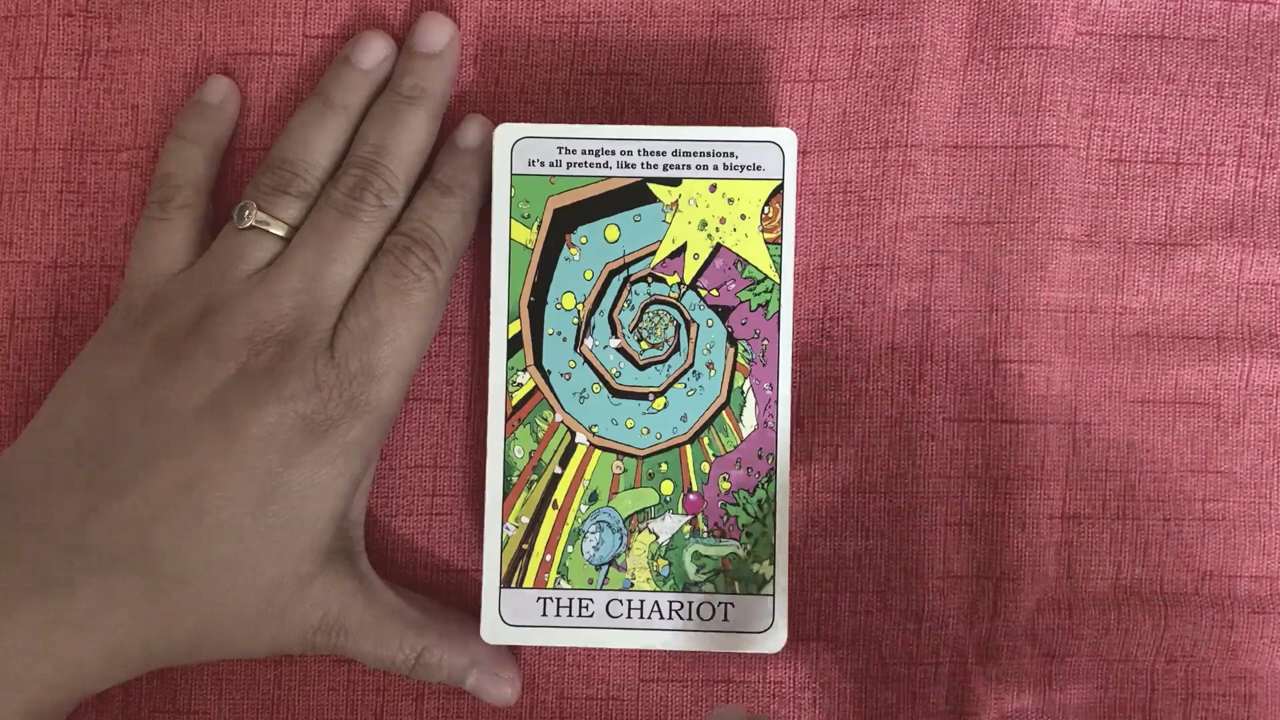 The angles on these dimensions,
it's all pretend, like the gears on a bicycle.
THE CHARIOT